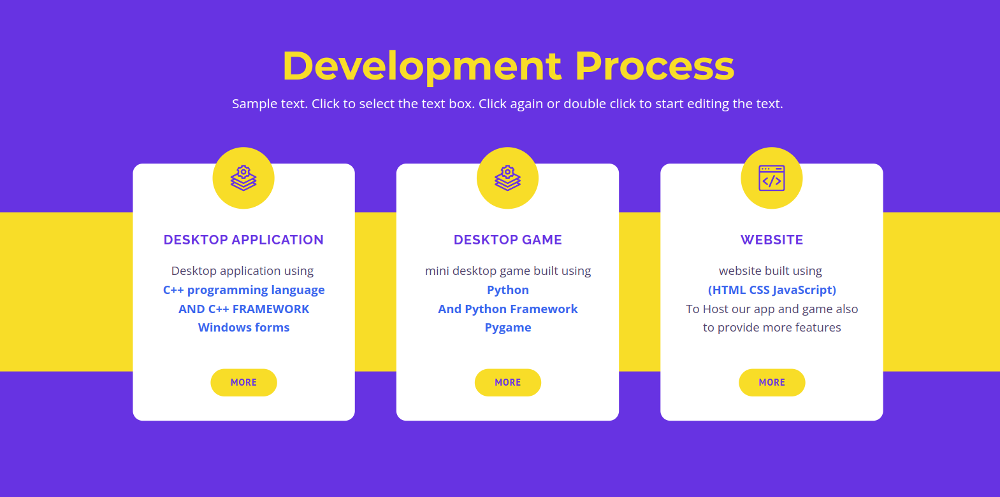 Development Process
Sample text. Click to select the text box. Click again or double click to start editing the text.
DESKTOP APPLICATION
Desktop application using
C++ programming language
AND C++ FRAMEWORK
Windows forms
MORE
DESKTOP GAME
mini desktop game built using
Python
And Python Framework
Pygame
MORE
WEBSITE
website built using
(HTML CSS JavaScript)
To Host our app and game also
to provide more features
MORE